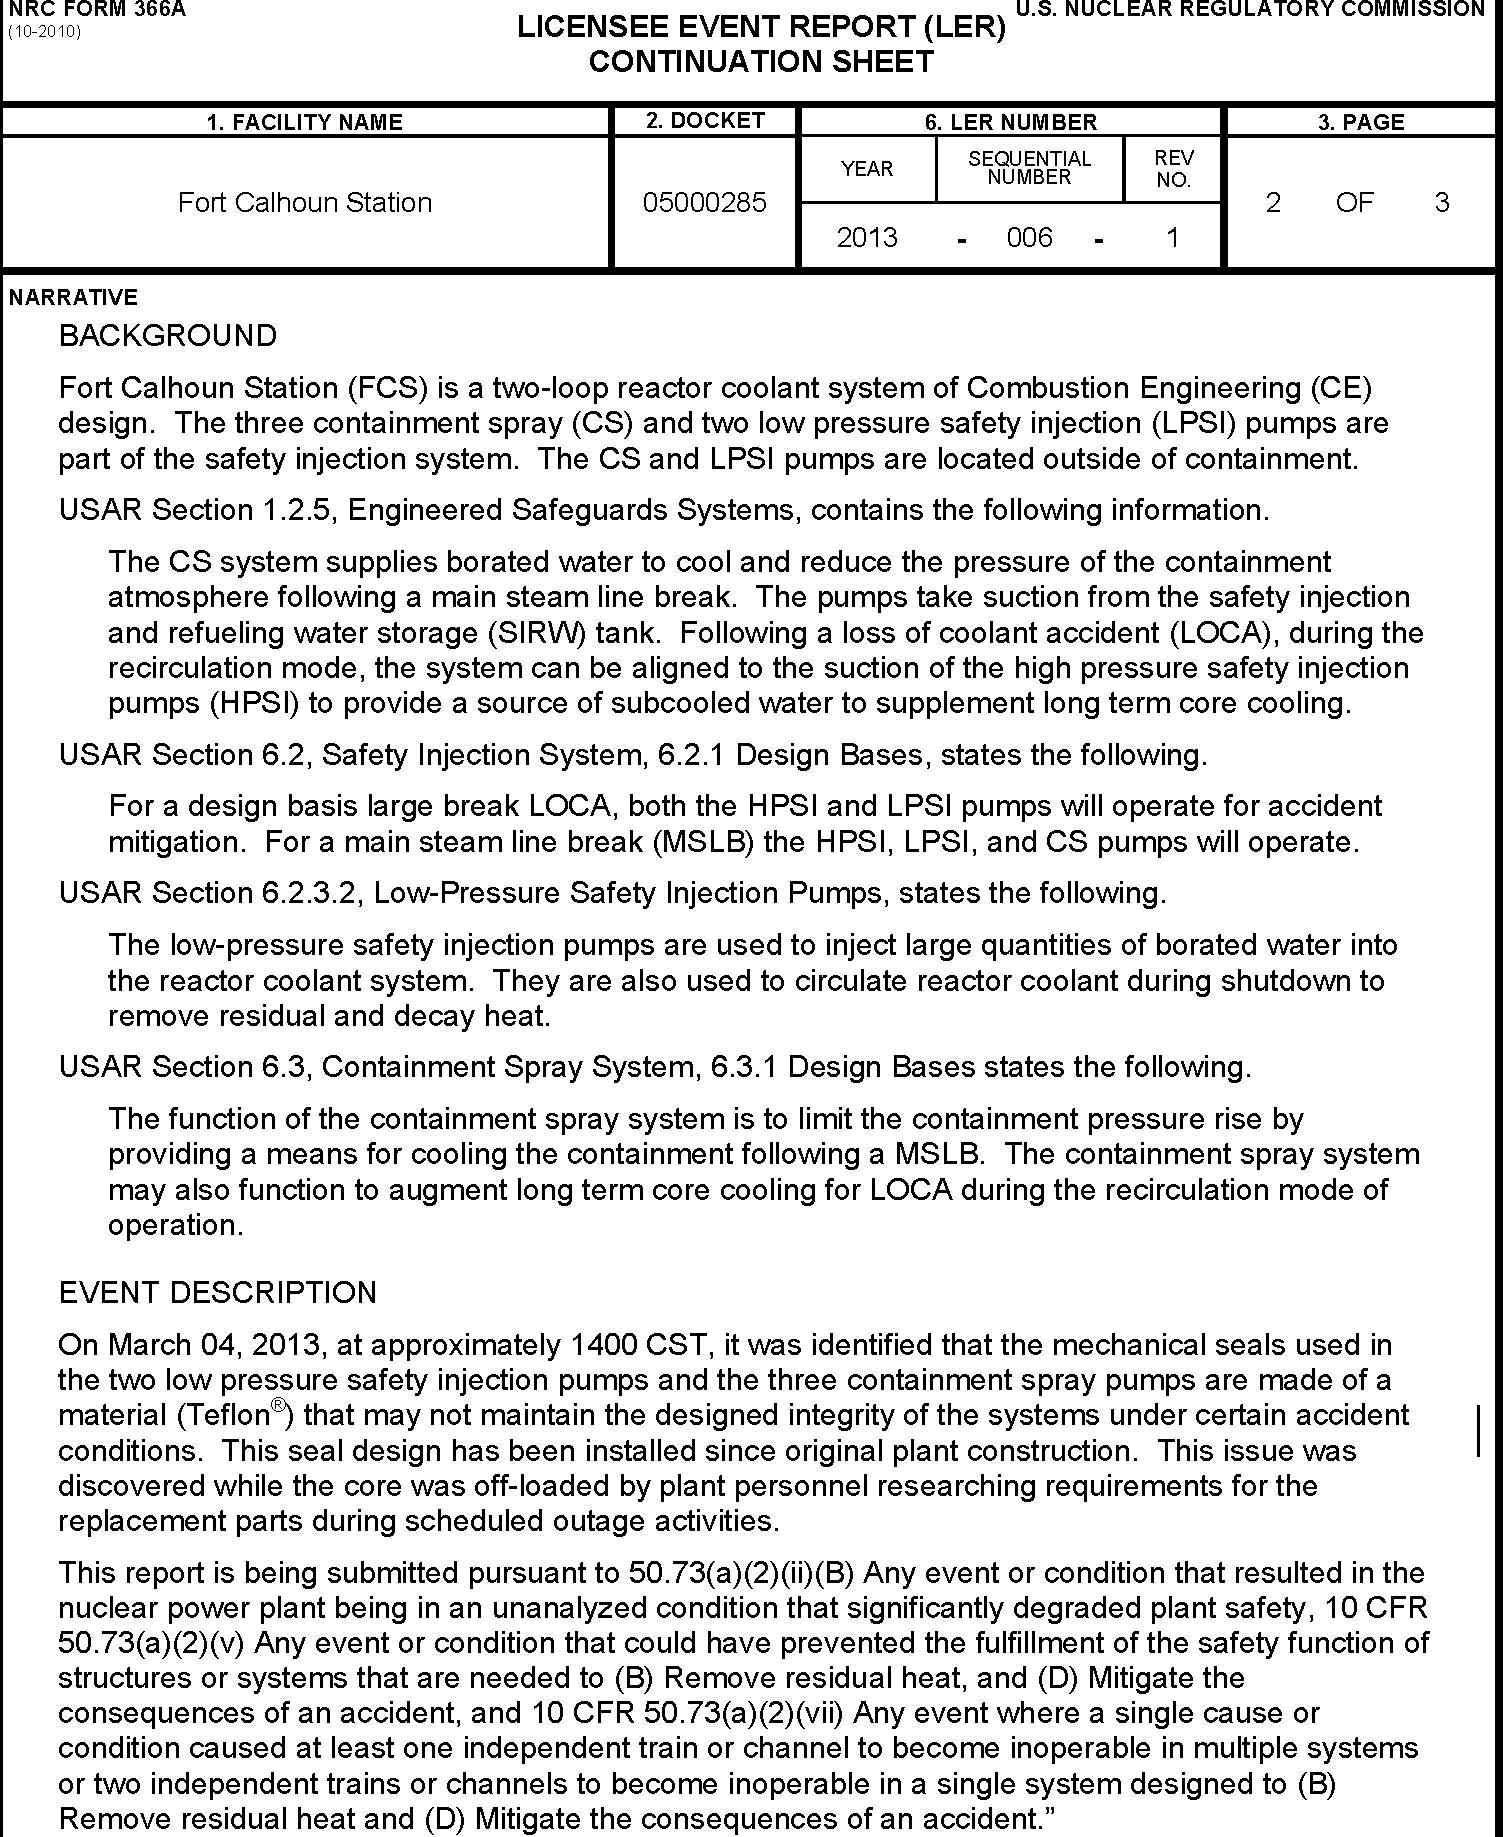 NRC FORM 366A
(10-2010)
U.S. NUCLEAR REGULATORY COMMISSION
LICENSEE EVENT REPORT (LER)
CONTINUATION SHEET
1. FACILITY NAME
2. DOCKET
6. LER NUMBER
3. PAGE
Fort Calhoun Station
05000285
YEAR
SEQUENTIAL
NUMBER
REV
NO.
2 OF 3
2013 - 006 - 1
NARRATIVE
BACKGROUND
Fort Calhoun Station (FCS) is a two-loop reactor coolant system of Combustion Engineering (CE)
design. The three containment spray (CS) and two low pressure safety injection (LPSI) pumps are
part of the safety injection system. The CS and LPSI pumps are located outside of containment.
USAR Section 1.2.5, Engineered Safeguards Systems, contains the following information.
The CS system supplies borated water to cool and reduce the pressure of the containment
atmosphere following a main steam line break. The pumps take suction from the safety injection
and refueling water storage (SIRW) tank. Following a loss of coolant accident (LOCA), during the
recirculation mode, the system can be aligned to the suction of the high pressure safety injection
pumps (HPSI) to provide a source of subcooled water to supplement long term core cooling.
USAR Section 6.2, Safety Injection System, 6.2.1 Design Bases, states the following.
For a design basis large break LOCA, both the HPSI and LPSI pumps will operate for accident
mitigation. For a main steam line break (MSLB) the HPSI, LPSI, and CS pumps will operate.
USAR Section 6.2.3.2, Low-Pressure Safety Injection Pumps, states the following.
The low-pressure safety injection pumps are used to inject large quantities of borated water into
the reactor coolant system. They are also used to circulate reactor coolant during shutdown to
remove residual and decay heat.
USAR Section 6.3, Containment Spray System, 6.3.1 Design Bases states the following.
The function of the containment spray system is to limit the containment pressure rise by
providing a means for cooling the containment following a MSLB. The containment spray system
may also function to augment long term core cooling for LOCA during the recirculation mode of
operation.
EVENT DESCRIPTION
On March 04, 2013, at approximately 1400 CST, it was identified that the mechanical seals used in
the two low pressure safety injection pumps and the three containment spray pumps are made of a
material (Teflon®) that may not maintain the designed integrity of the systems under certain accident
conditions. This seal design has been installed since original plant construction. This issue was
discovered while the core was off-loaded by plant personnel researching requirements for the
replacement parts during scheduled outage activities.
This report is being submitted pursuant to 50.73(a)(2)(ii)(B) Any event or condition that resulted in the
nuclear power plant being in an unanalyzed condition that significantly degraded plant safety, 10 CFR
50.73(a)(2)(v) Any event or condition that could have prevented the fulfillment of the safety function of
structures or systems that are needed to (B) Remove residual heat, and (D) Mitigate the
consequences of an accident, and 10 CFR 50.73(a)(2)(vii) Any event where a single cause or
condition caused at least one independent train or channel to become inoperable in multiple systems
or two independent trains or channels to become inoperable in a single system designed to (B)
Remove residual heat and (D) Mitigate the consequences of an accident.”